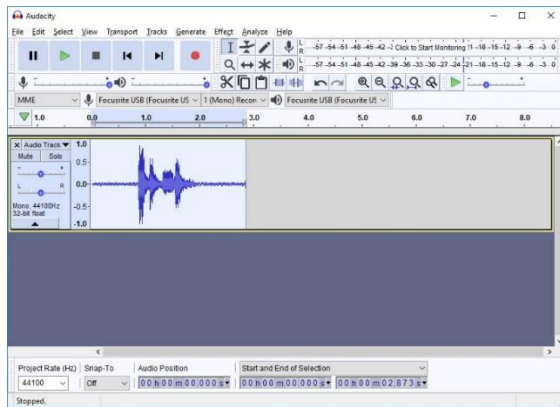 Audacity
File Edit Select View Transport Tracks Generate Effect Analyze Help
-57 -54 -51 -48 -45 -42 Click to Start Monitoring -18 -15 -12 -9 -6 -3 0
-57 -54 -51 -48 -45 -42 -39 -36 -33 -30 -27 -24 -21 -18 -15 -12 -9 -6 -3 0
MME Focusrite USB (Focusrite US 1 (Mono) Recor Focusrite USB (Focusrite US
1.0 0.0 1.0 2.0 3.0 4.0 5.0 6.0 7.0 8.0
X Audio Track 1.0
Mute Solo 0.5
- +
L R 0.0
Mono, 44100Hz -0.5
32-bit float
-1.0
Project Rate (Hz) Snap-To Audio Position Start and End of Selection
44100 Off 00 h 00 m 00.000 s 00 h 00 m 00.000 s 00 h 00 m 02.873 s
Stopped.